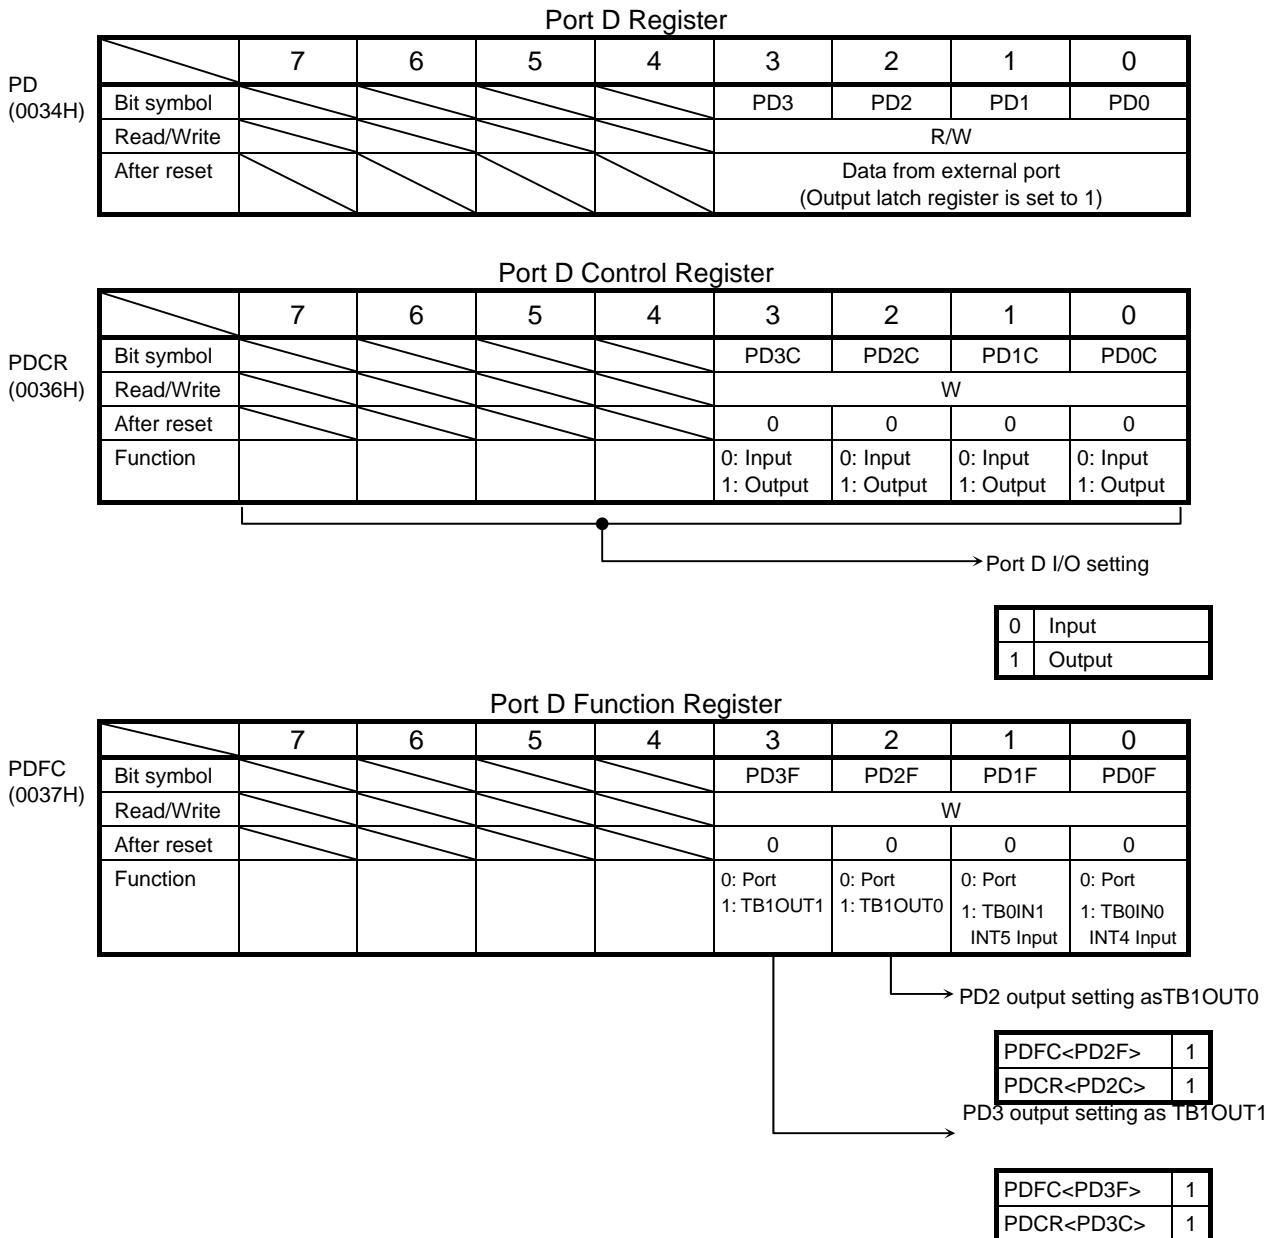 Port D Register
7 6 5 4 3 2 1 0
PD
(0034H)
Bit symbol PD3 PD2 PD1 PD0
Read/Write R/W
After reset Data from external port
(Output latch register is set to 1)
Port D Control Register
7 6 5 4 3 2 1 0
PDCR
(0036H)
Bit symbol PD3C PD2C PD1C PD0C
Read/Write W
After reset 0 0 0 0
Function 0: Input 0: Input 0: Input 0: Input
1: Output 1: Output 1: Output 1: Output
Port D I/O setting
0 Input
1 Output
Port D Function Register
7 6 5 4 3 2 1 0
PDFC
(0037H)
Bit symbol PD3F PD2F PD1F PD0F
Read/Write W
After reset 0 0 0 0
Function 0: Port 0: Port 0: Port 0: Port
1: TB1OUT1 1: TB1OUT0 1: TB0IN1 1: TB0IN0
INT5 Input INT4 Input
PD2 output setting asTB1OUT0
PDFC<PD2F> 1
PDCR<PD2C> 1
PD3 output setting as TB1OUT1
PDFC<PD3F> 1
PDCR<PD3C> 1